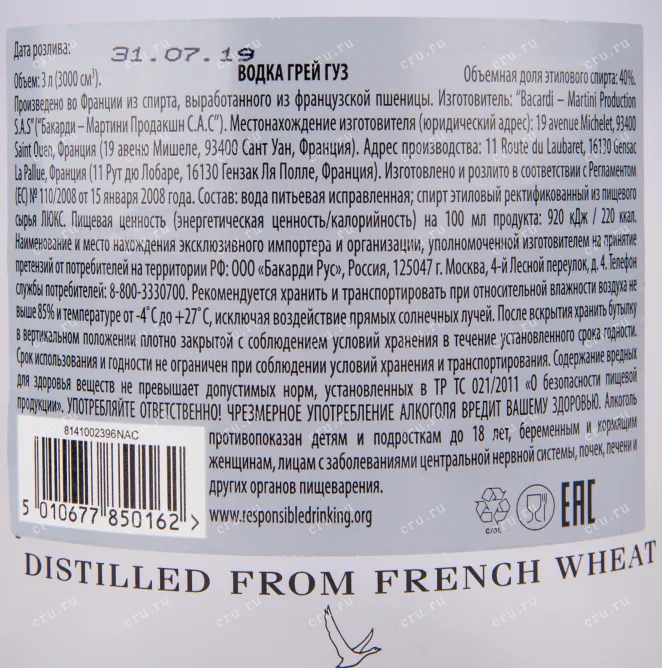 Дата розлива: 31.07.19
ВОДКА ГРЕЙ ГУЗ
Объем: 3 л (3000 см³). Объемная доля этилового спирта: 40%.
Произведено во Франции из спирта, выработанного из французской пшеницы. Изготовитель: "Bacardi – Martini Production
S.A.S" ("Бакарди – Мартини Продакшн С.А.С"). Местонахождение изготовителя (юридический адрес): 19 avenue Michelet, 93400
Saint Ouen, Франция (19 авеню Мишеле, 93400 Сант Уан, Франция). Адрес производства: 11 Route du Laubaret, 16130 Gensac
La Pallue, Франция (11 Рут дю Лобаре, 16130 Гензак Ля Полле, Франция). Изготовлено и розлито в соответствии с Регламентом
(ЕС) № 110/2008 от 15 января 2008 года. Состав: вода питьевая исправленная; спирт этиловый ректификованный из пищевого
сырья ЛЮКС. Пищевая ценность (энергетическая ценность/калорийность) на 100 мл продукта: 920 кДж / 220 ккал.
Наименование и место нахождения эксклюзивного импортера и организации, уполномоченной изготовителем на принятие
претензий от потребителей на территории РФ: ООО «Бакарди Рус», Россия, 125047 г. Москва, 4-й Лесной переулок, д. 4. Телефон
службы потребителей: 8-800-3330700. Рекомендуется хранить и транспортировать при относительной влажности воздуха не
выше 85% и температуре от -4˚С до +27˚С, исключая воздействие прямых солнечных лучей. После вскрытия хранить бутылку
в вертикальном положении плотно закрытой с соблюдением условий хранения в течение установленного срока годности.
Срок использования и годности не ограничен при соблюдении условий хранения и транспортирования. Содержание вредных
для здоровья веществ не превышает допустимых норм, установленных в ТР ТС 021/2011 «О безопасности пищевой
продукции». УПОТРЕБЛЯЙТЕ ОТВЕТСТВЕННО! ЧРЕЗМЕРНОЕ УПОТРЕБЛЕНИЕ АЛКОГОЛЯ ВРЕДИТ ВАШЕМУ ЗДОРОВЬЮ. Алкоголь
противопоказан детям и подросткам до 18 лет, беременным и кормящим
женщинам, лицам с заболеваниями центральной нервной системы, почек, печени и
других органов пищеварения.
www.responsibledrinking.org
8141002396NAC
5 010677 850162 >
C/GL
EAC
DISTILLED FROM FRENCH WHEAT
cru.ru